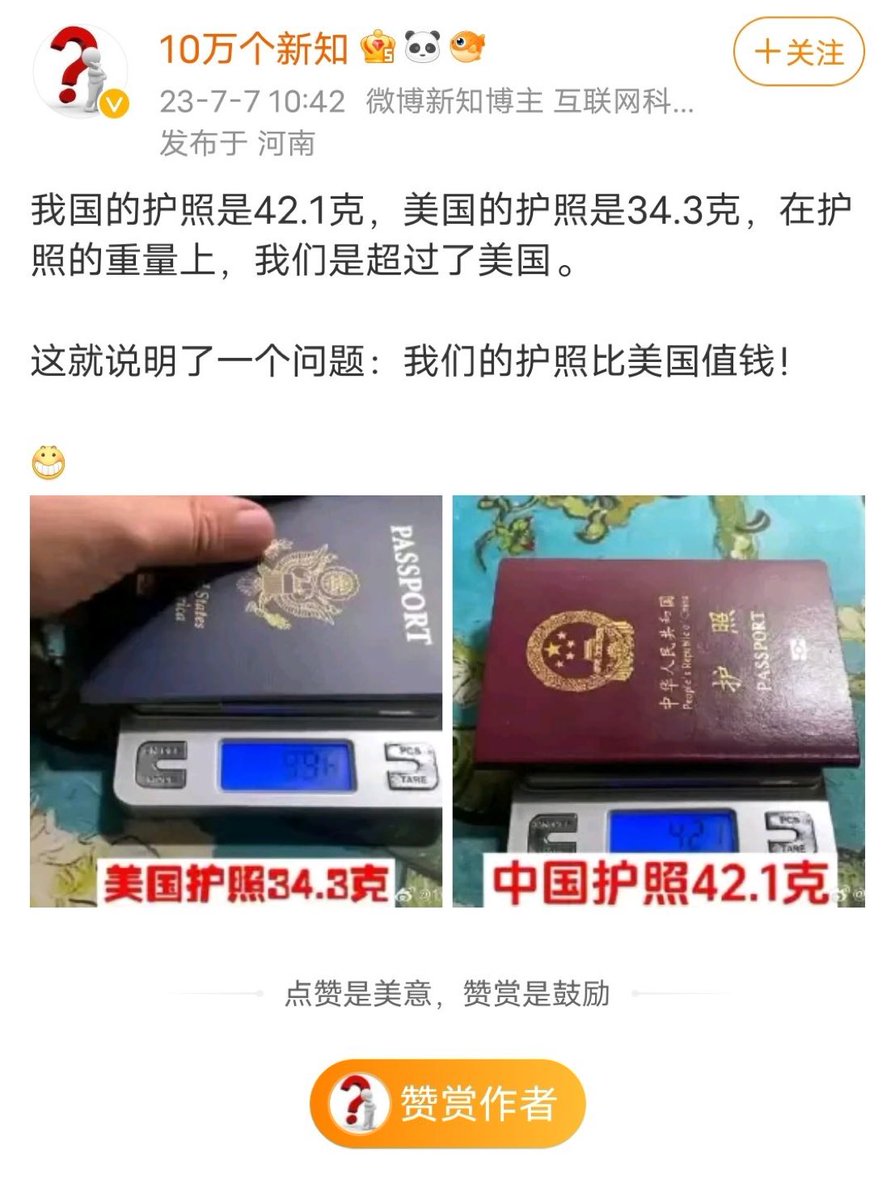 10万个新知
+关注
23-7-7 10:42 微博新知博主 互联网科...
发布于 河南
我国的护照是42.1克，美国的护照是34.3克，在护
照的重量上，我们是超过了美国。
这就说明了一个问题：我们的护照比美国值钱！
PASSPORT
States
PCS
TARE
美国护照34.3克
中华人民共和国
People's Republic of China
护照
PASSPORT
42.1
PCS
TARE
中国护照42.1克
点赞是美意，赞赏是鼓励
赞赏作者